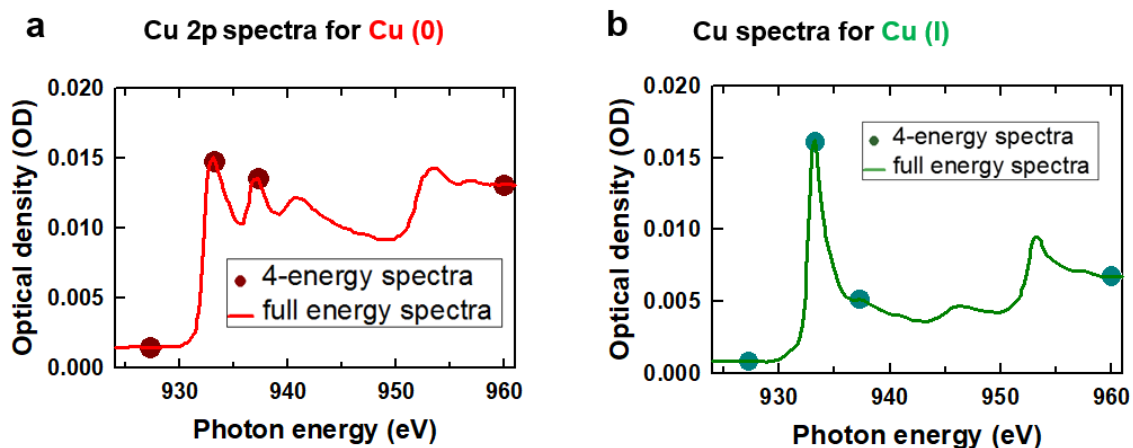 a
Cu 2p spectra for Cu (0)
0.020
0.015
0.010
0.005
0.000
Optical density (OD)
4-energy spectra
full energy spectra
930
940
950
960
Photon energy (eV)
b
Cu spectra for Cu (I)
0.020
0.015
0.010
0.005
0.000
Optical density (OD)
4-energy spectra
full energy spectra
930
940
950
960
Photon energy (eV)